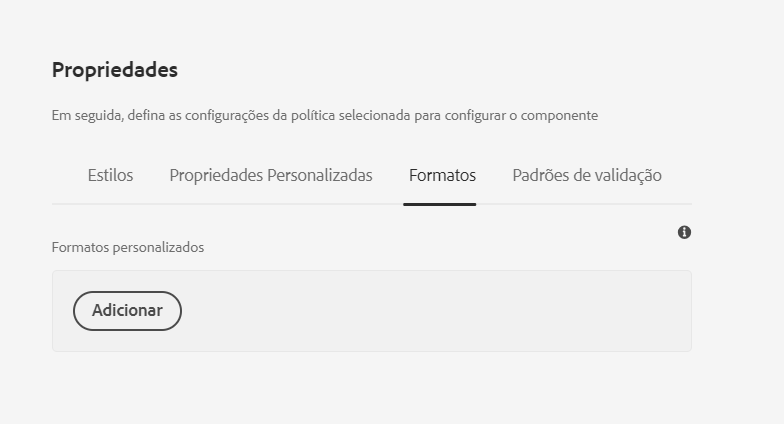 Propriedades
Em seguida, defina as configurações da política selecionada para configurar o componente
Estilos Propriedades Personalizadas Formatos Padrões de validação
Formatos personalizados
Adicionar